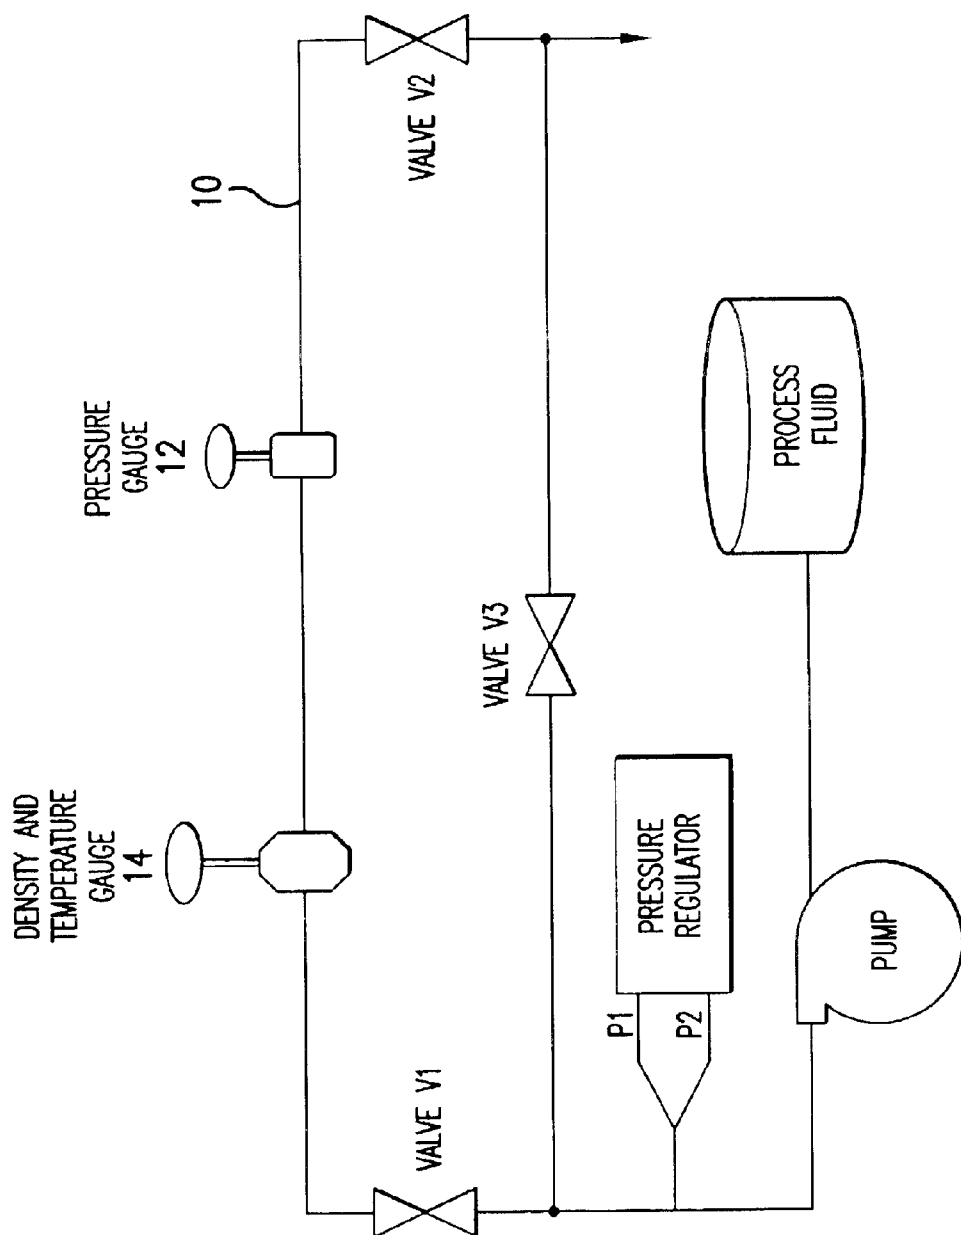 DENSITY AND
TEMPERATURE
GAUGE
14
PRESSURE
GAUGE
12
10
VALVE V1
VALVE V2
VALVE V3
P1
P2
PRESSURE
REGULATOR
PROCESS
FLUID
PUMP